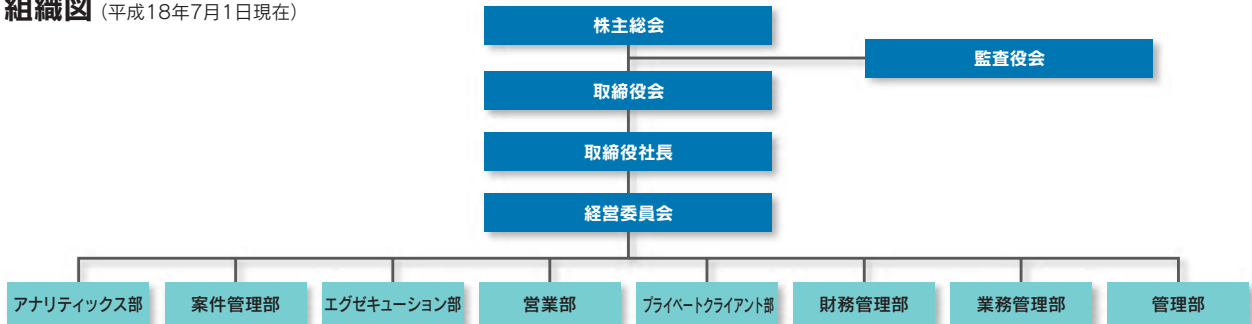 組織図（平成18年7月1日現在）
株主総会
監査役会
取締役会
取締役社長
経営委員会
アナリティックス部
案件管理部
エグゼキューション部
営業部
プライベートクライアント部
財務管理部
業務管理部
管理部